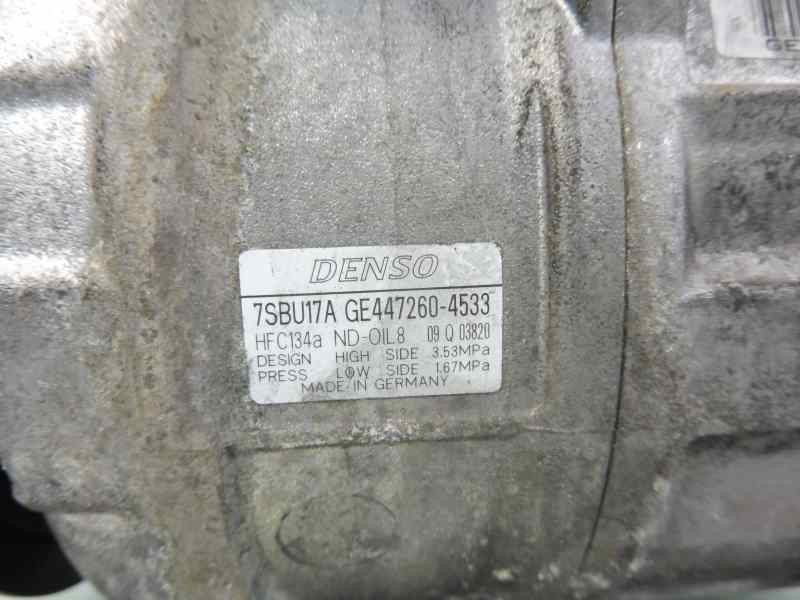 GE
DENSO
7SBU17A GE447260-4533
HFC134a ND-OIL8 09 Q 03820
DESIGN HIGH SIDE 3.53MPa
PRESS LOW SIDE 1.67MPa
MADE IN GERMANY